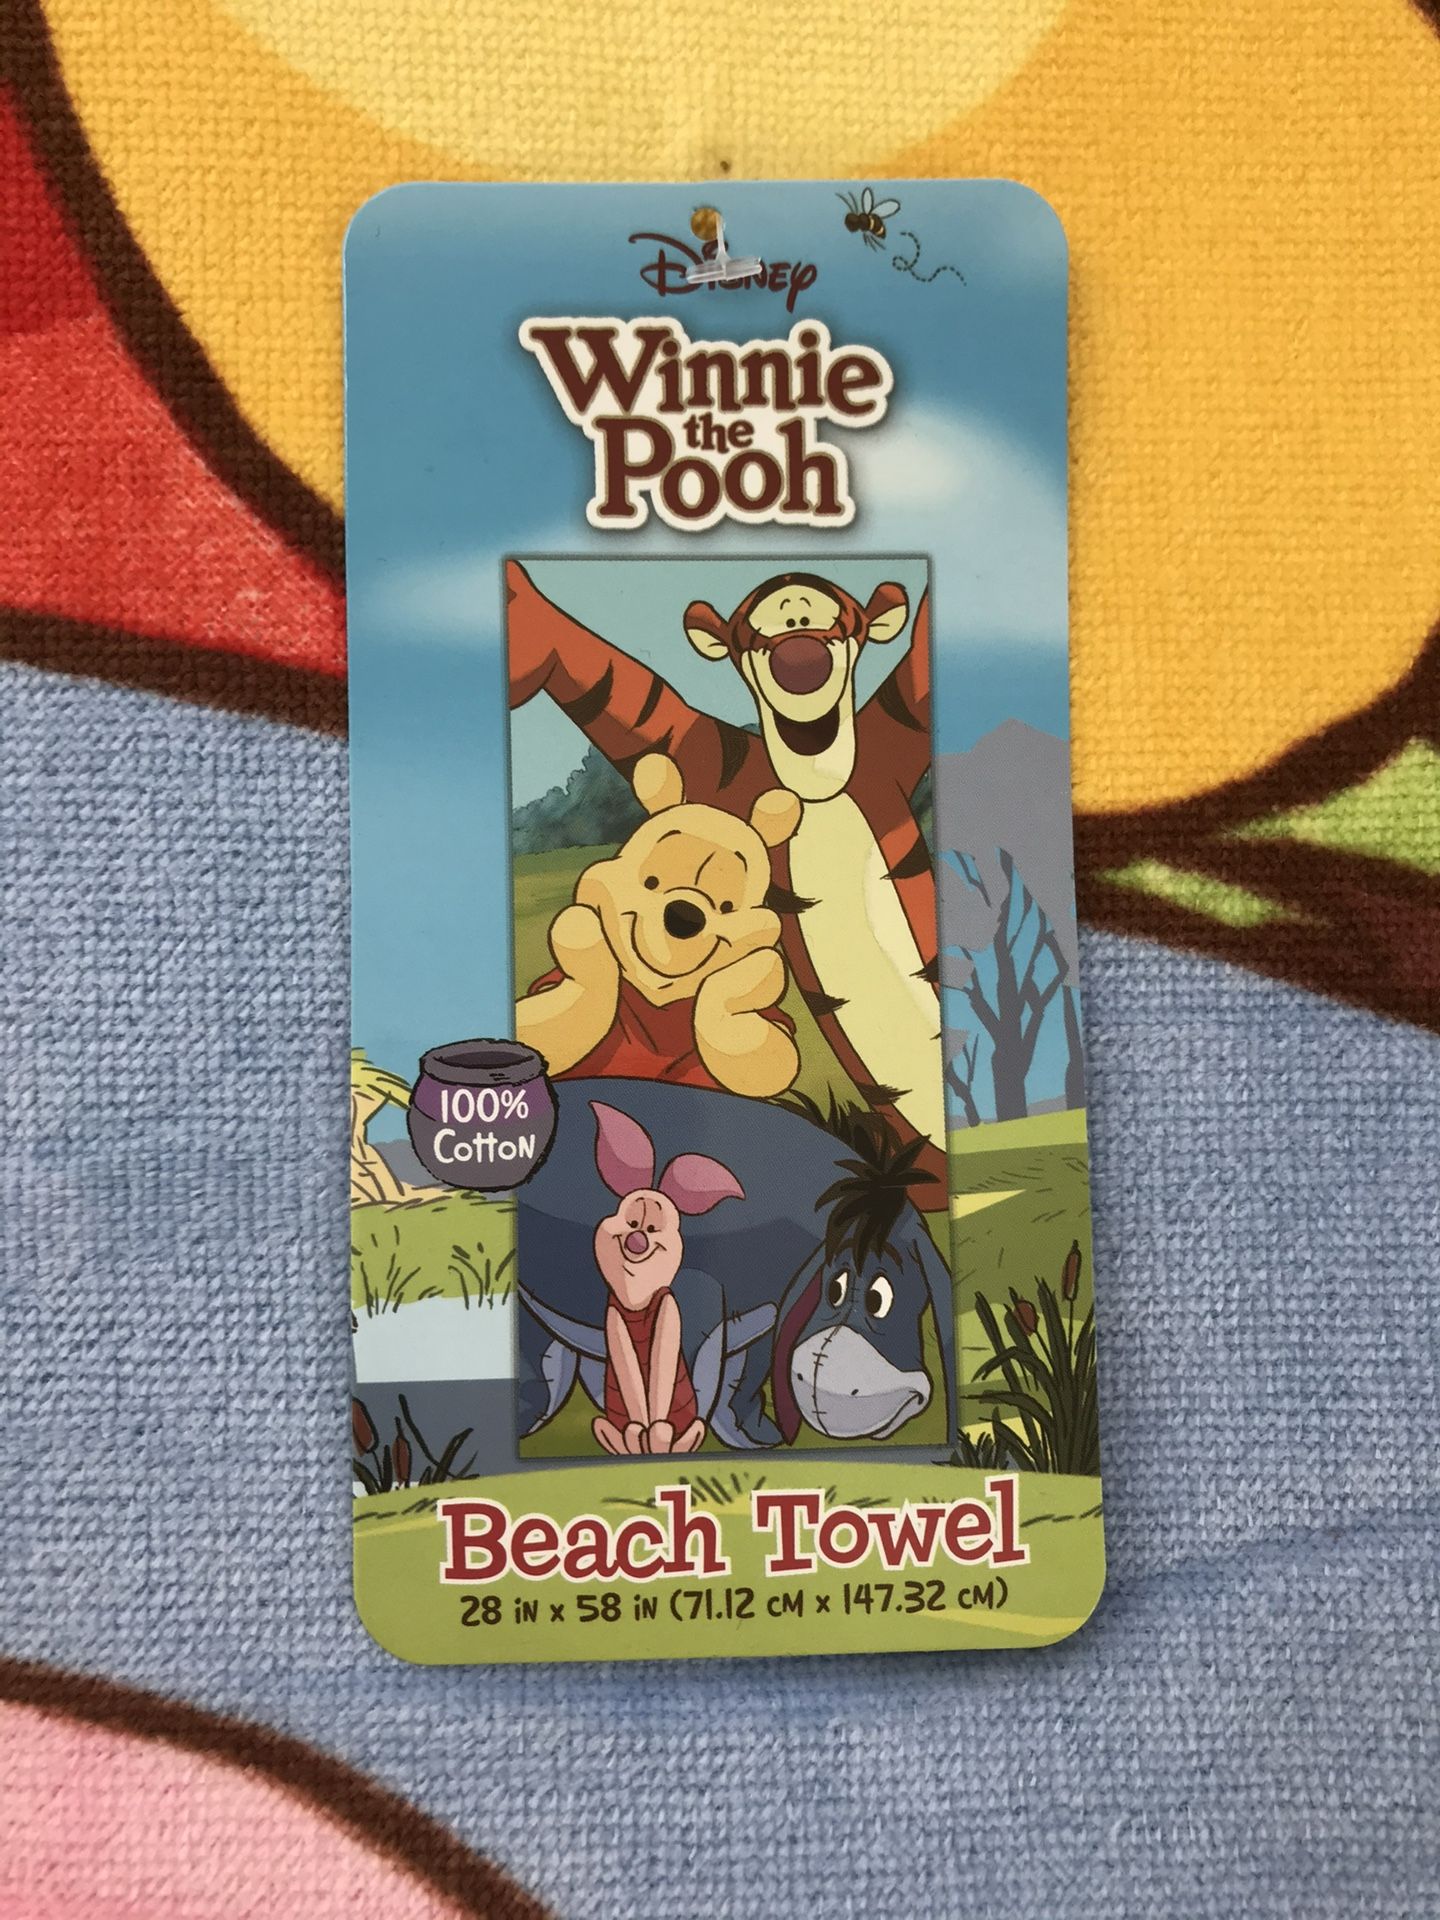 Disney
Winnie
the
Pooh
100%
Cotton
Beach Towel
28 in x 58 in (71.12 cm x 147.32 cm)